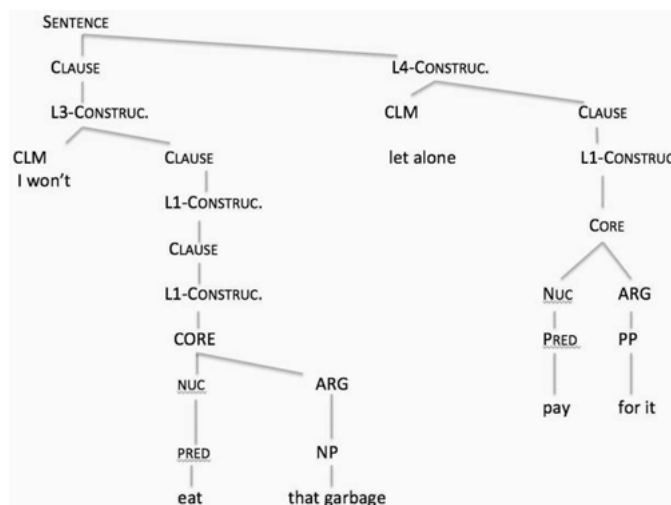 SENTENCE
CLAUSE L4-CONSTRUC.
L3-CONSTRUC. CLM CLAUSE
CLM CLAUSE let alone L1-CONSTRUC
I won't
L1-CONSTRUC.
CORE
CLAUSE
L1-CONSTRUC. NUC ARG
CORE PRED PP
NUC ARG
pay for it
PRED NP
eat that garbage